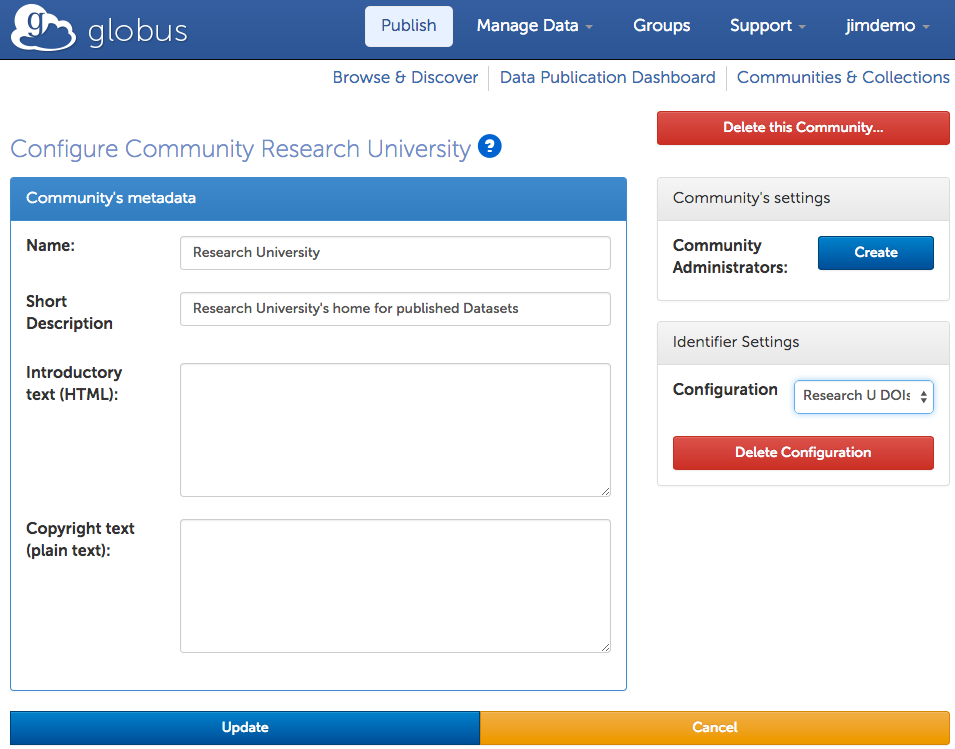 globus
Publish Manage Data Groups Support jimdemo
Browse & Discover Data Publication Dashboard Communities & Collections
Delete this Community...
Configure Community Research University ?
Community's metadata
Name: Research University
Short
Description
Research University's home for published Datasets
Introductory
text (HTML):
Copyright text
(plain text):
Community's settings
Community
Administrators:
Create
Identifier Settings
Configuration Research U DOIs
Delete Configuration
Update Cancel